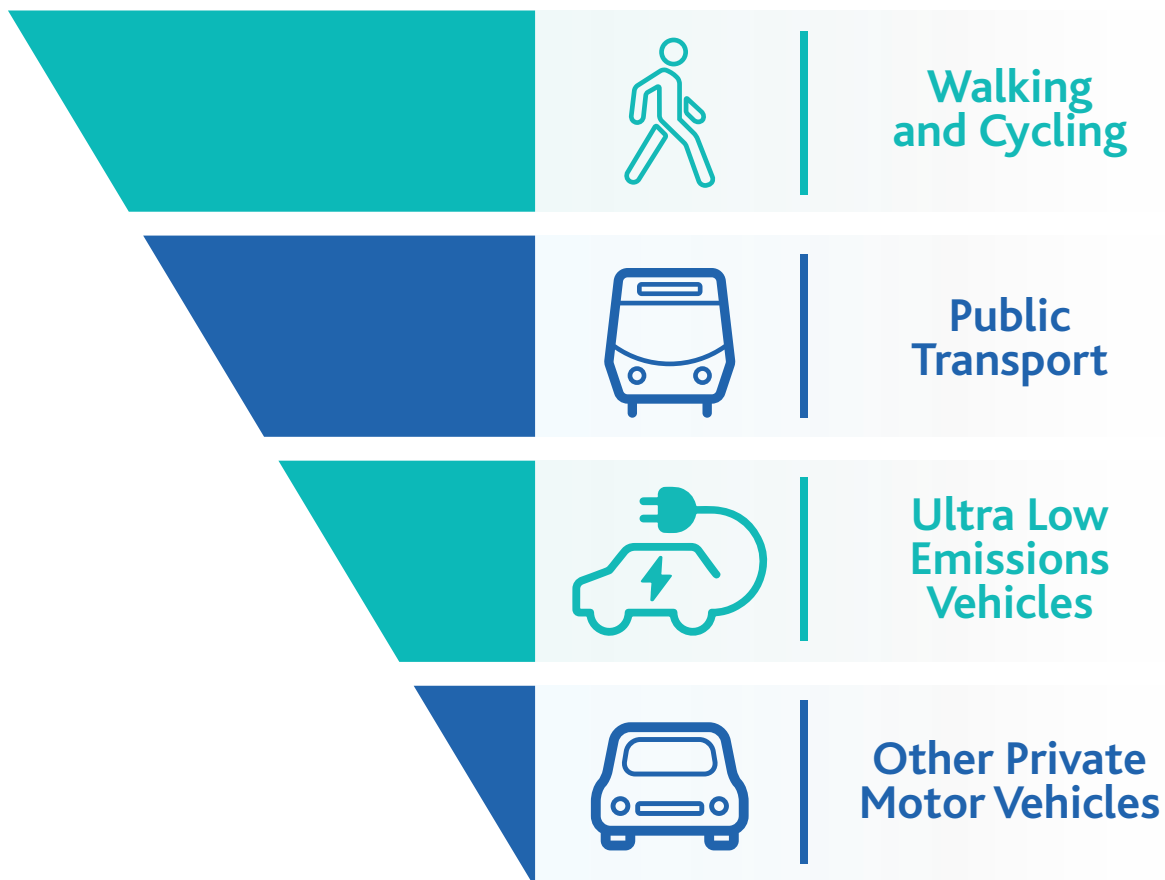 Walking
and Cycling
Public
Transport
Ultra Low
Emissions
Vehicles
Other Private
Motor Vehicles